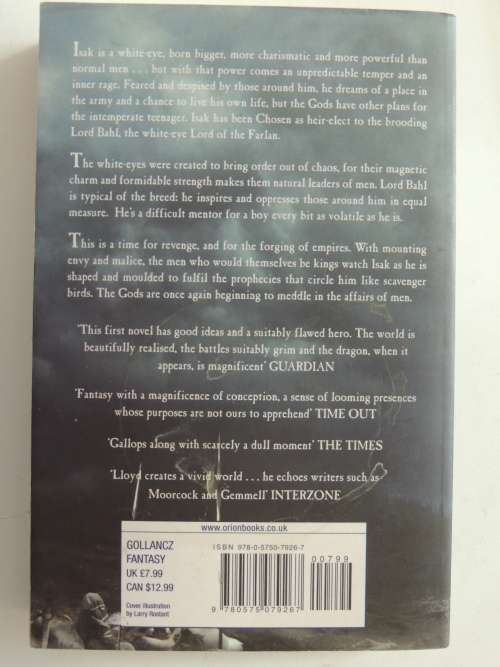 Isak is a white-eye, born bigger, more charismatic and more powerful than
normal men . . . but with that power comes an unpredictable temper and an
inner rage. Feared and despised by those around him, he dreams of a place in
the army and a chance to live his own life, but the Gods have other plans for
the intemperate teenager. Isak has been Chosen as heir-elect to the brooding
Lord Bahl, the white-eye Lord of the Farlan.
The white-eyes were created to bring order out of chaos, for their magnetic
charm and formidable strength makes them natural leaders of men. Lord Bahl
is typical of the breed: he inspires and oppresses those around him in equal
measure. He's a difficult mentor for a boy every bit as volatile as he is.
This is a time for revenge, and for the forging of empires. With mounting
envy and malice, the men who would themselves be kings watch Isak as he is
shaped and moulded to fulfil the prophecies that circle him like scavenger
birds. The Gods are once again beginning to meddle in the affairs of men.
'This first novel has good ideas and a suitably flawed hero. The world is
beautifully realised, the battles suitably grim and the dragon, when it
appears, is magnificent' GUARDIAN
'Fantasy with a magnificence of conception, a sense of looming presences
whose purposes are not ours to apprehend' TIME OUT
'Gallops along with scarcely a dull moment' THE TIMES
'Lloyd creates a vivid world . . . he echoes writers such as
Moorcock and Gemmell' INTERZONE
www.orionbooks.co.uk
GOLLANCZ
FANTASY
UK £7.99
CAN $12.99
Cover illustration
by Larry Rostant
ISBN 978-0-5750-7926-7
00799
9 780575 079267